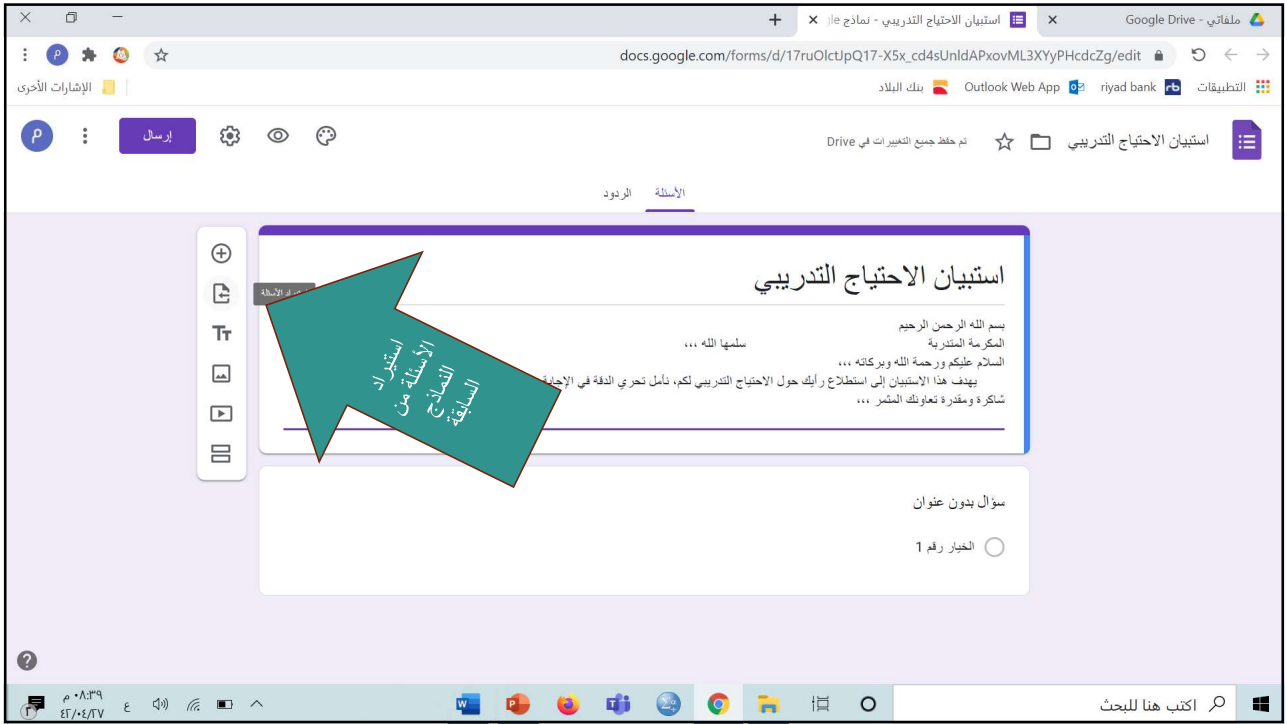 ملفاتي - Google Drive
استبيان الاحتياج التدريبي - نماذج
docs.google.com/forms/d/17ruOlctUpQ17-X5x_cd4sUnldAPxovML3XYyPHcdcZg/edit
التطبيقات
riyad bank
Outlook Web App
بنك البلاد
الإشارات الأخرى
استبيان الاحتياج التدريبي
تم حفظ جميع التغييرات في Drive
إرسال
الأسئلة الردود
استبيان الاحتياج التدريبي
بسم الله الرحمن الرحيم
المكرمة المتدربة سلمها الله ،،،
السلام عليكم ورحمة الله وبركاته ،،،
يهدف هذا الاستبيان إلى استطلاع رأيك حول الاحتياج التدريبي لكم، نأمل تحري الدقة في الإجابة
شاكرة ومقدرة تعاونك المثمر ،،،
استيراد
الأسئلة من
النماذج
السابقة
سؤال بدون عنوان
الخيار رقم 1
اكتب هنا للبحث
ع
٠٨:٣٩ م